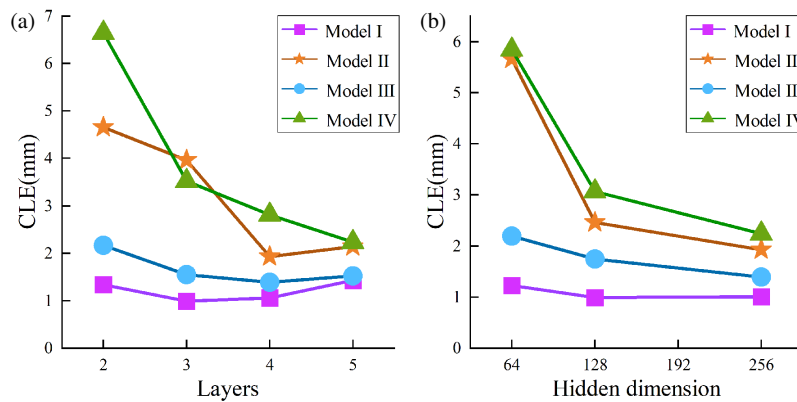 (a)
CLE(mm)
7
6
5
4
3
2
1
0
2 3 4 5
Layers
Model I
Model II
Model III
Model IV
(b)
CLE(mm)
6
5
4
3
2
1
0
64 128 192 256
Hidden dimension
Model I
Model II
Model II
Model IV